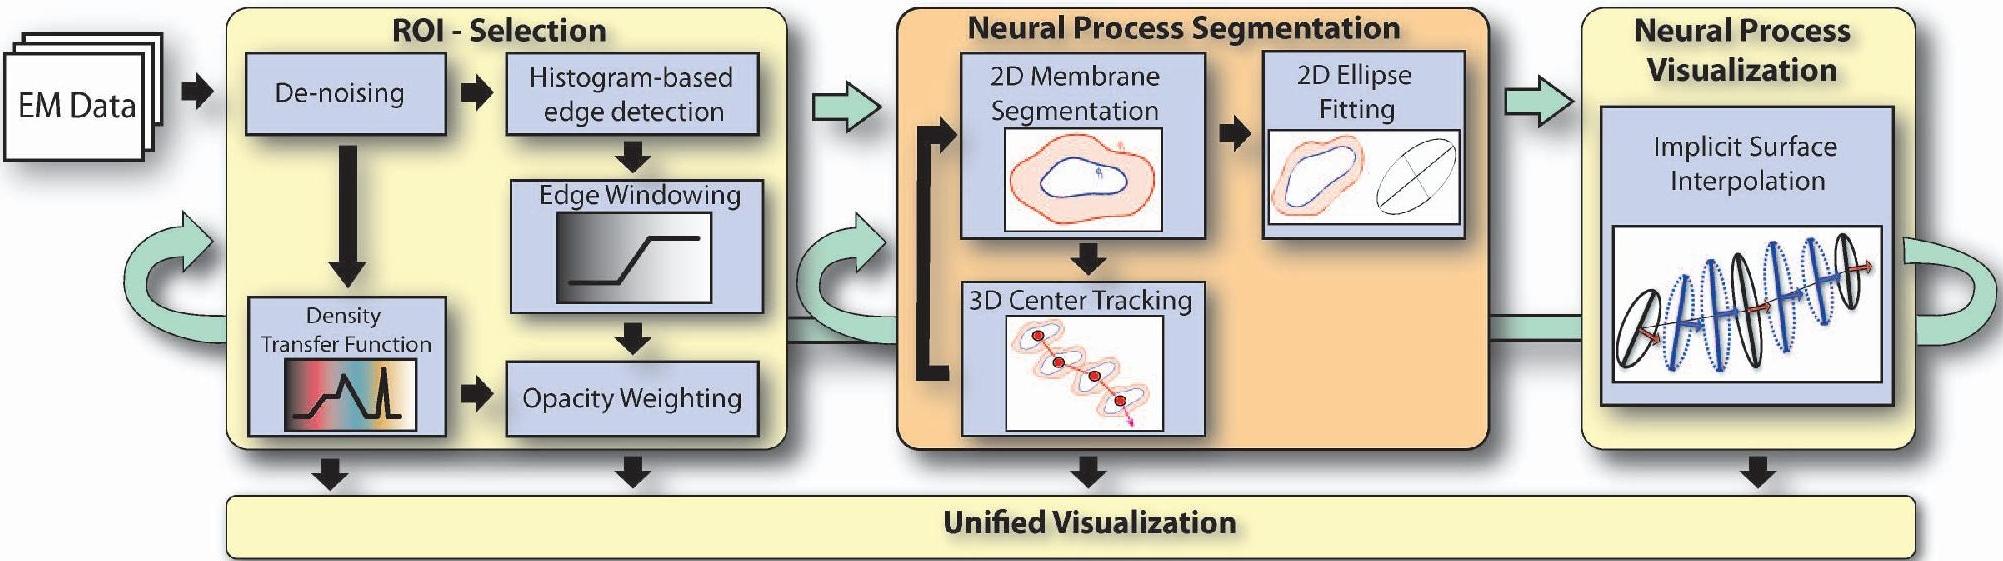 EM Data
ROI - Selection
De-noising
Histogram-based
edge detection
Edge Windowing
Density
Transfer Function
Opacity Weighting
Neural Process Segmentation
2D Membrane
Segmentation
2D Ellipse
Fitting
3D Center Tracking
Neural Process
Visualization
Implicit Surface
Interpolation
Unified Visualization